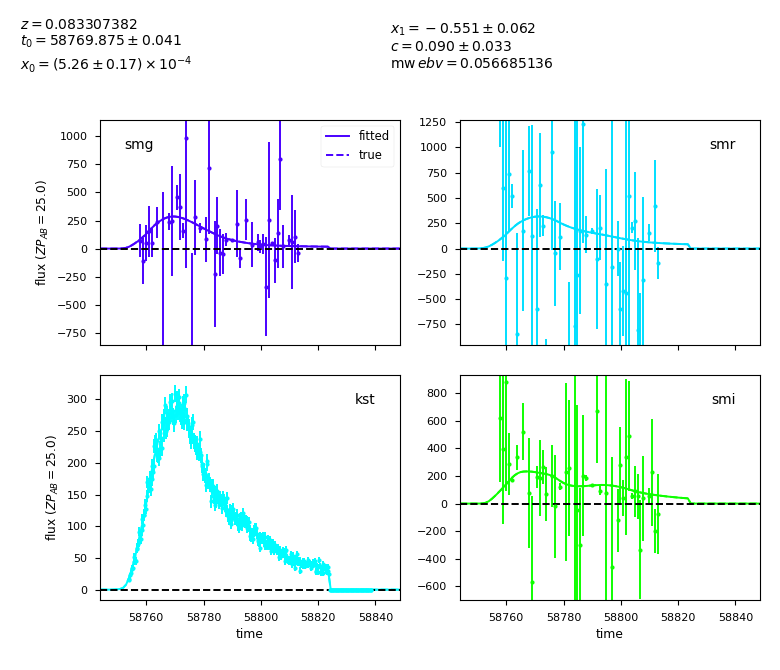 z = 0.083307382
t₀ = 58769.875 ± 0.041
x₀ = (5.26 ± 0.17) × 10⁻⁴
x₁ = −0.551 ± 0.062
c = 0.090 ± 0.033
mw ebv = 0.056685136
smg
fitted
true
1000
750
500
250
0
−250
−500
−750
flux (ZP_AB = 25.0)
smr
1250
1000
750
500
250
0
−250
−500
−750
kst
300
250
200
150
100
50
0
flux (ZP_AB = 25.0)
58760 58780 58800 58820 58840
time
smi
800
600
400
200
0
−200
−400
−600
58760 58780 58800 58820 58840
time